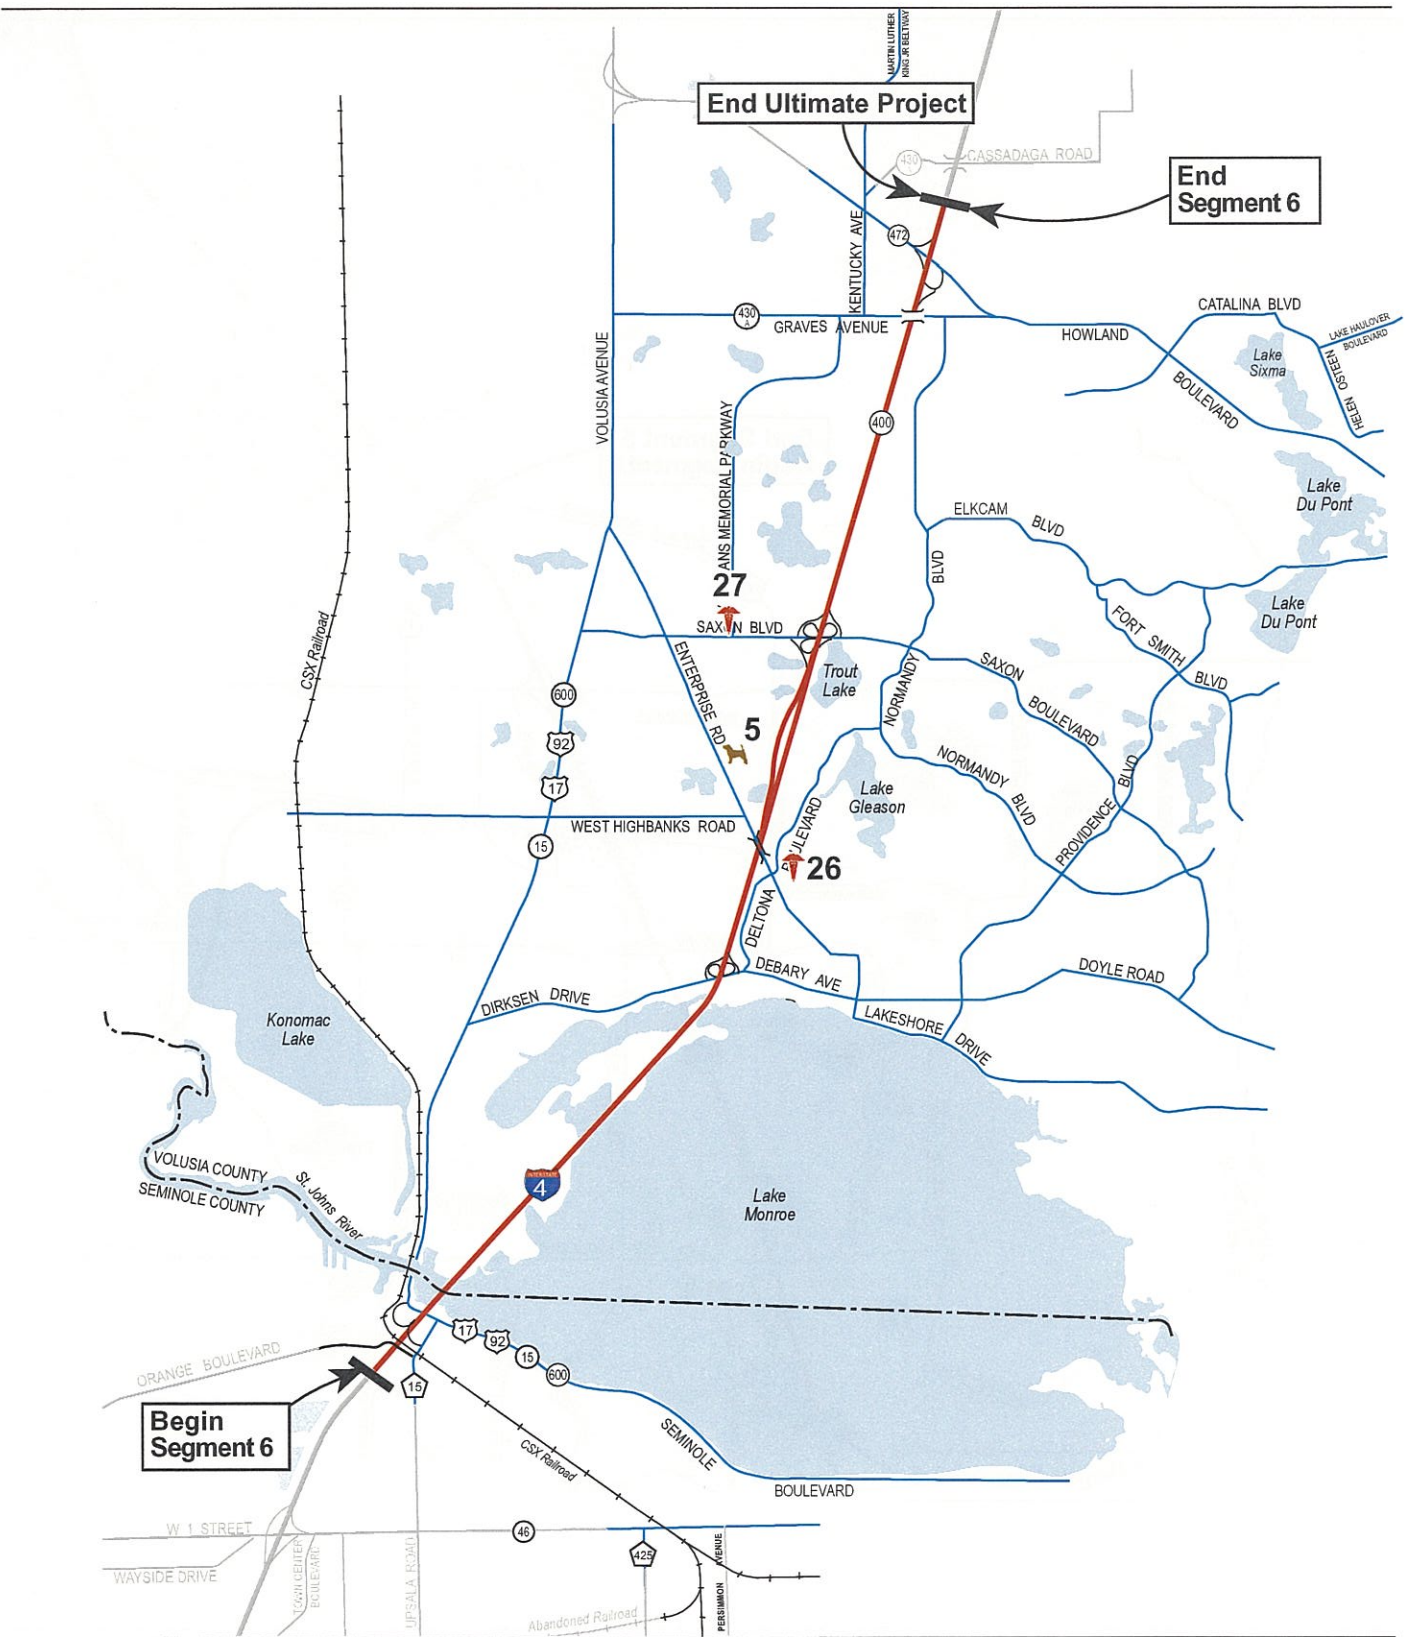 MARTIN LUTHER
KING JR BELTWAY
End Ultimate Project
430
CASSADAGA ROAD
End
Segment 6
KENTUCKY AVE
472
430
A
GRAVES AVENUE
HOWLAND
BOULEVARD
CATALINA BLVD
LAKE HAULOVER
BOULEVARD
HELEN OSTEEN
Lake
Sixma
VOLUSIA AVENUE
ANS MEMORIAL PARKWAY
400
Lake
Du Pont
ELKCAM BLVD
BLVD
27
SAXON BLVD
Lake
Du Pont
FORT SMITH BLVD
CSX Railroad
ENTERPRISE RD
Trout
Lake
NORMANDY
SAXON BOULEVARD
600
92
17
5
NORMANDY BLVD
Lake
Gleason
PROVIDENCE BLVD
WEST HIGHBANKS ROAD
15
ULEVARD
26
DELTONA
DEBARY AVE
DOYLE ROAD
DIRKSEN DRIVE
LAKESHORE DRIVE
Konomac
Lake
VOLUSIA COUNTY
SEMINOLE COUNTY
St. Johns River
INTERSTATE
4
Lake
Monroe
17
92
15
600
ORANGE BOULEVARD
15
Begin
Segment 6
SEMINOLE
BOULEVARD
CSX Railroad
W 1 STREET
46
WAYSIDE DRIVE
TOWN CENTER
BOULEVARD
UPSALA ROAD
425
PERSIMMON AVENUE
Abandoned Railroad